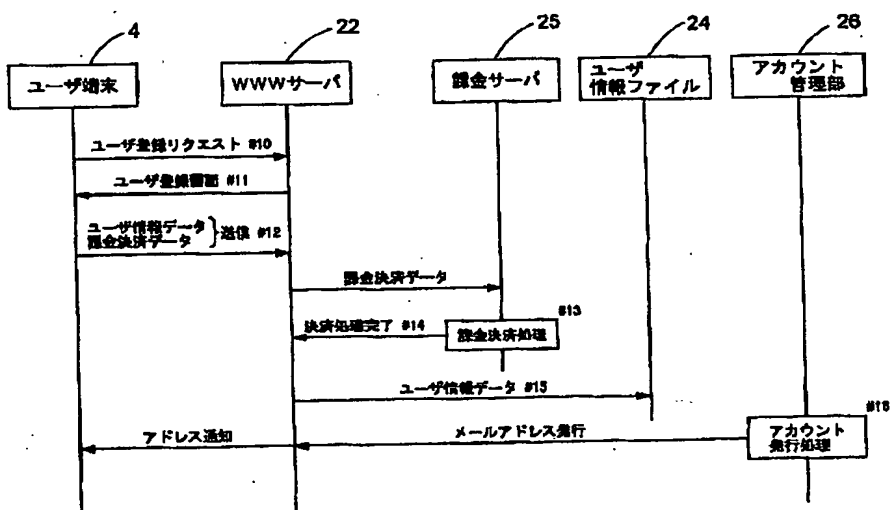 4
22
25
24
26
ユーザ端末
WWWサーバ
課金サーバ
ユーザ
情報ファイル
アカウント
管理部
ユーザ登録リクエスト #10
ユーザ登録画面 #11
ユーザ情報データ
課金決済データ
送信 #12
課金決済データ
#13
決済処理完了 #14
課金決済処理
ユーザ情報データ #15
#16
アドレス通知
メールアドレス発行
アカウント
発行処理